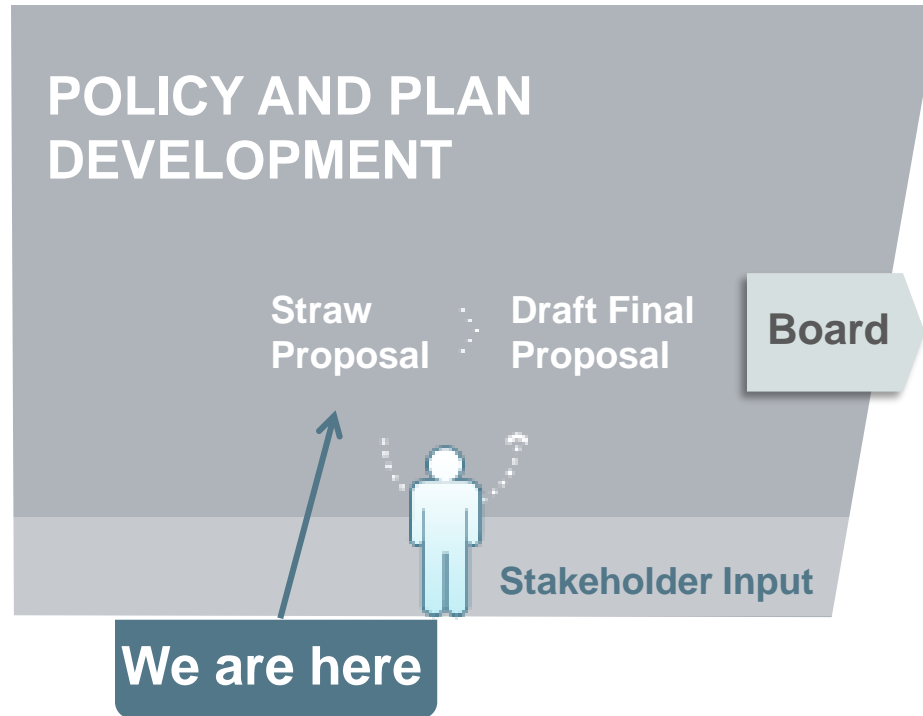 POLICY AND PLAN
DEVELOPMENT
Straw
Proposal
Draft Final
Proposal
Board
Stakeholder Input
We are here